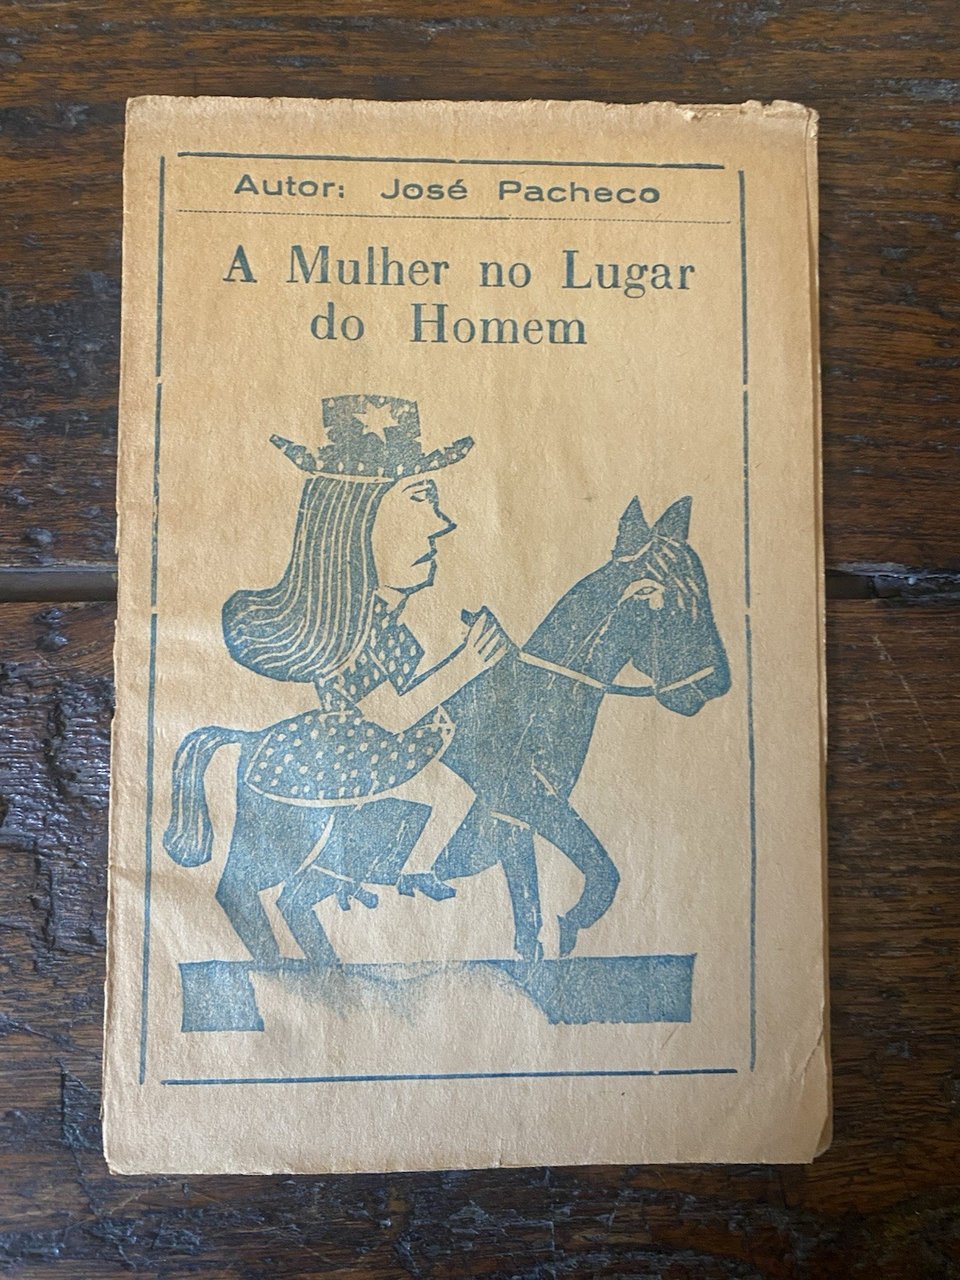 Autor: José Pacheco
A Mulher no Lugar
do Homem